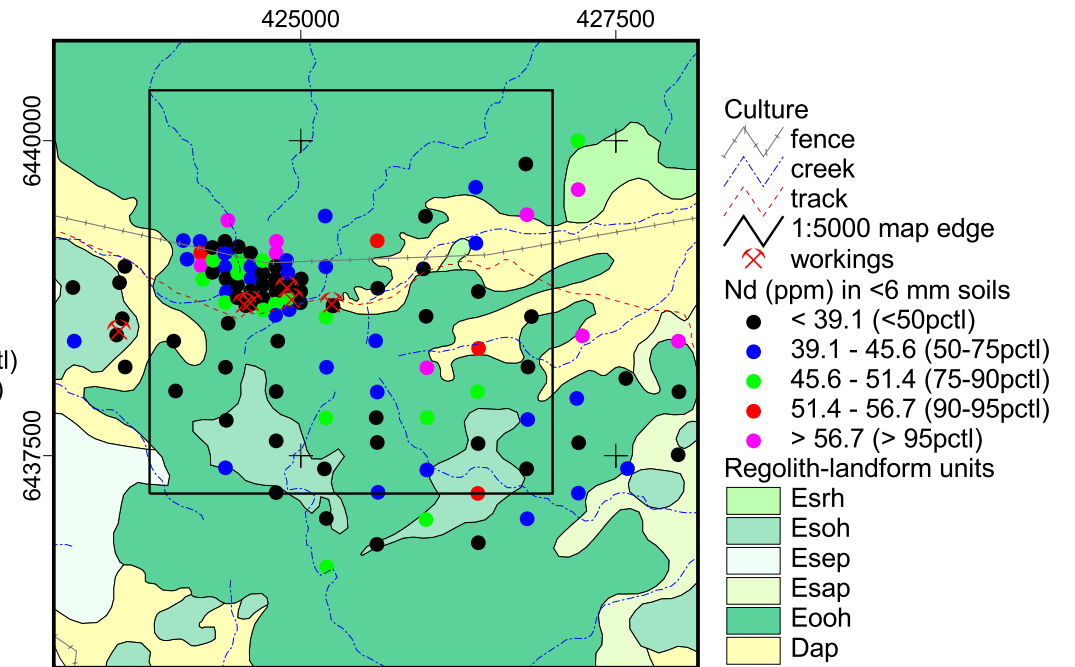 425000 427500
6440000
6437500
tl)
)
Culture
fence
creek
track
1:5000 map edge
workings
Nd (ppm) in <6 mm soils
< 39.1 (<50pctl)
39.1 - 45.6 (50-75pctl)
45.6 - 51.4 (75-90pctl)
51.4 - 56.7 (90-95pctl)
> 56.7 (> 95pctl)
Regolith-landform units
Esrh
Esoh
Esep
Esap
Eooh
Dap